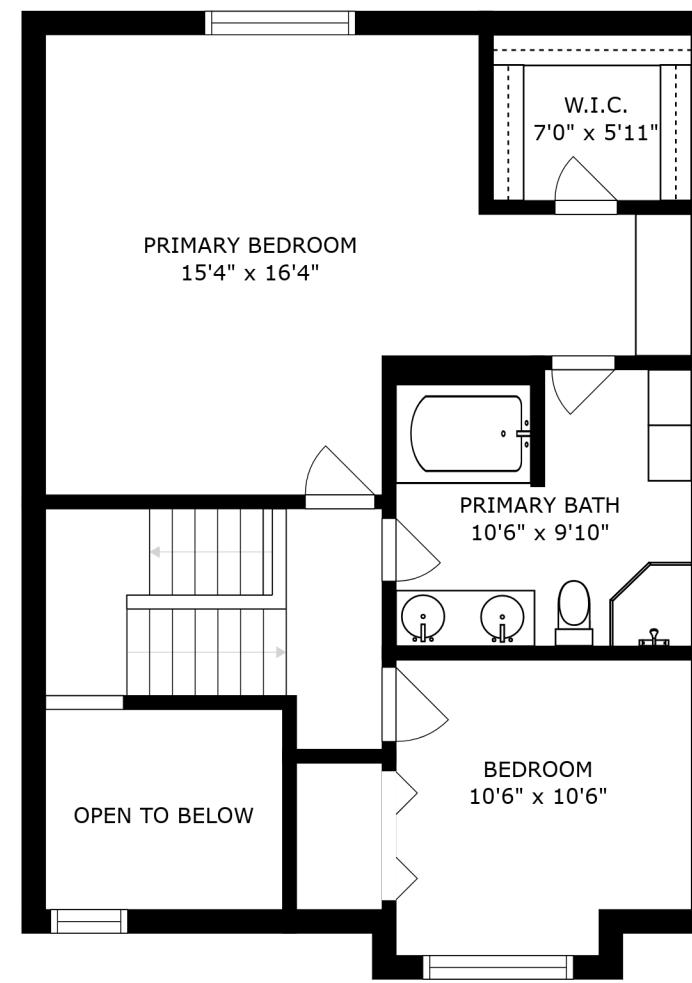 W.I.C.
7'0" x 5'11"
PRIMARY BEDROOM
15'4" x 16'4"
PRIMARY BATH
10'6" x 9'10"
BEDROOM
10'6" x 10'6"
OPEN TO BELOW